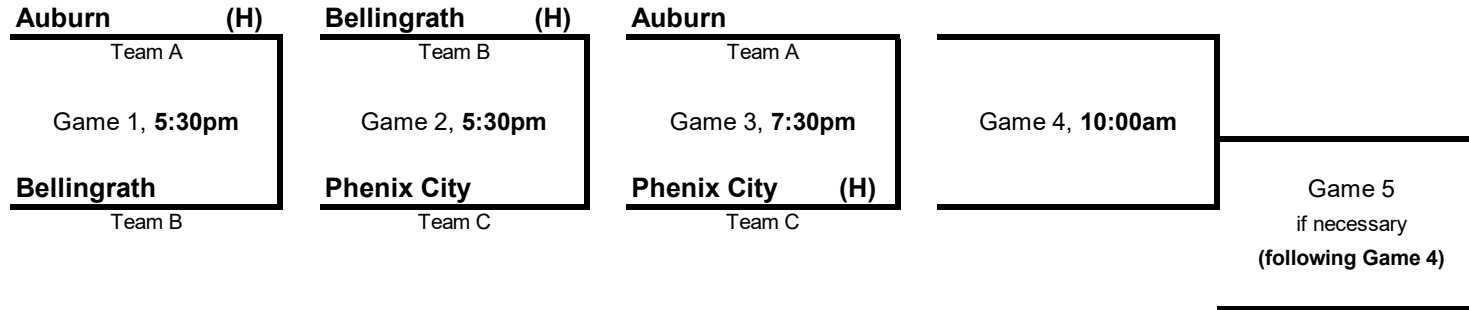 Auburn (H)
Team A
Game 1, 5:30pm
Bellingrath
Team B
Bellingrath (H)
Team B
Game 2, 5:30pm
Phenix City
Team C
Auburn
Team A
Game 3, 7:30pm
Phenix City (H)
Team C
Game 4, 10:00am
Game 5
if necessary
(following Game 4)